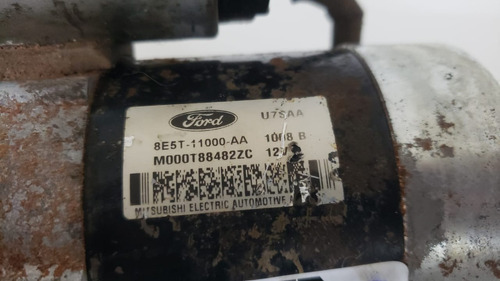 Ford U7SAA
8E5T-11000-AA 1008 B
M000T88482ZC 12V
MITSUBISHI ELECTRIC AUTOMOTIVE A